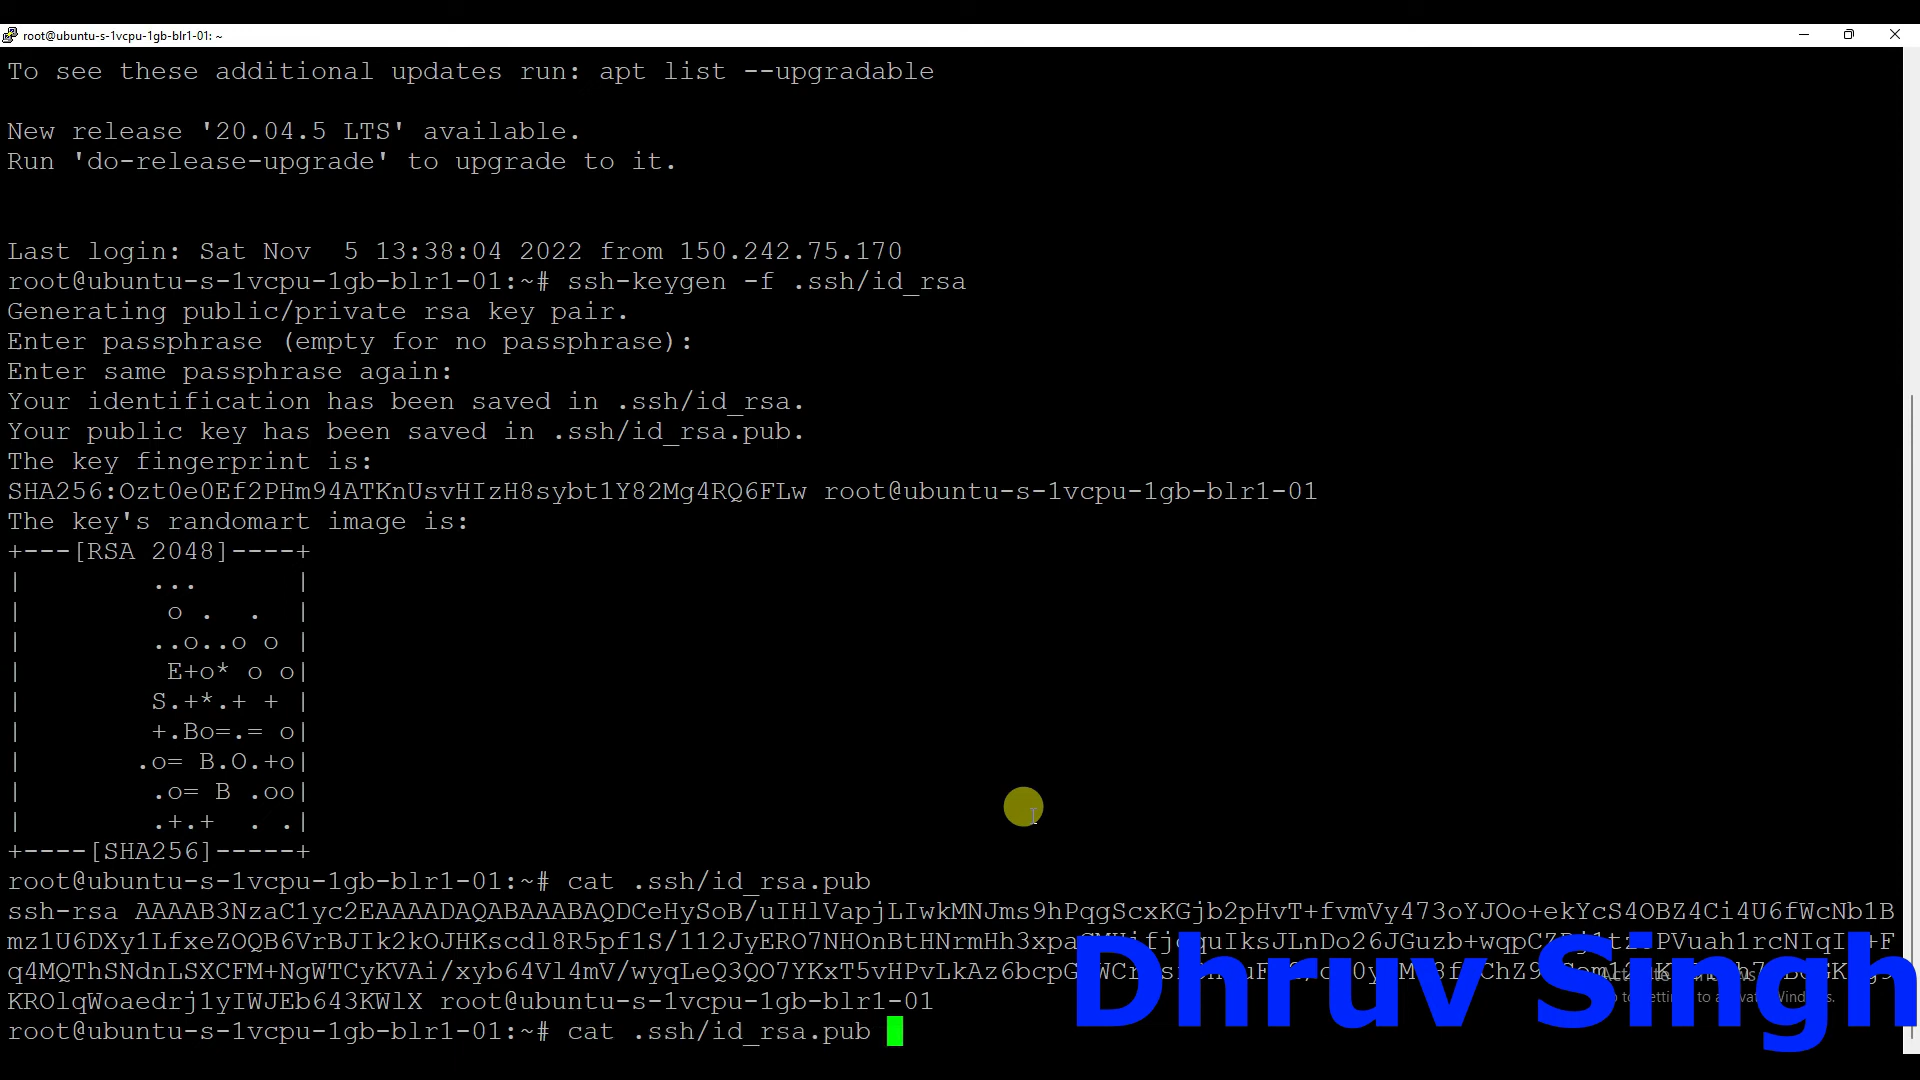 root@ubuntu-s-1vcpu-1gb-blr1-01: ~
To see these additional updates run: apt list --upgradable
New release '20.04.5 LTS' available.
Run 'do-release-upgrade' to upgrade to it.
Last login: Sat Nov  5 13:38:04 2022 from 150.242.75.170
root@ubuntu-s-1vcpu-1gb-blr1-01:~# ssh-keygen -f .ssh/id_rsa
Generating public/private rsa key pair.
Enter passphrase (empty for no passphrase):
Enter same passphrase again:
Your identification has been saved in .ssh/id_rsa.
Your public key has been saved in .ssh/id_rsa.pub.
The key fingerprint is:
SHA256:Ozt0e0Ef2PHm94ATKnUsvHIzH8sybt1Y82Mg4RQ6FLw root@ubuntu-s-1vcpu-1gb-blr1-01
The key's randomart image is:
+---[RSA 2048]----+
|         ...      |
|          o .  .  |
|         ..o..o o |
|          E+o* o o|
|         S.+*.+ + |
|         +.Bo=.= o|
|        .o= B.O.+o|
|         .o= B .oo|
|         .+.+  . .|
+----[SHA256]-----+
root@ubuntu-s-1vcpu-1gb-blr1-01:~# cat .ssh/id_rsa.pub
ssh-rsa AAAAB3NzaC1yc2EAAAADAQABAAABAQDCeHySoB/uIHlVapjLIwkMNJms9hPqgScxKGjb2pHvT+fvmVy473oYJOo+ekYcS4OBZ4Ci4U6fWcNb1B
KROlqWoaedrj1yIWJEb643KWlX root@ubuntu-s-1vcpu-1gb-blr1-01
root@ubuntu-s-1vcpu-1gb-blr1-01:~# cat .ssh/id_rsa.pub
Dhruv Singh